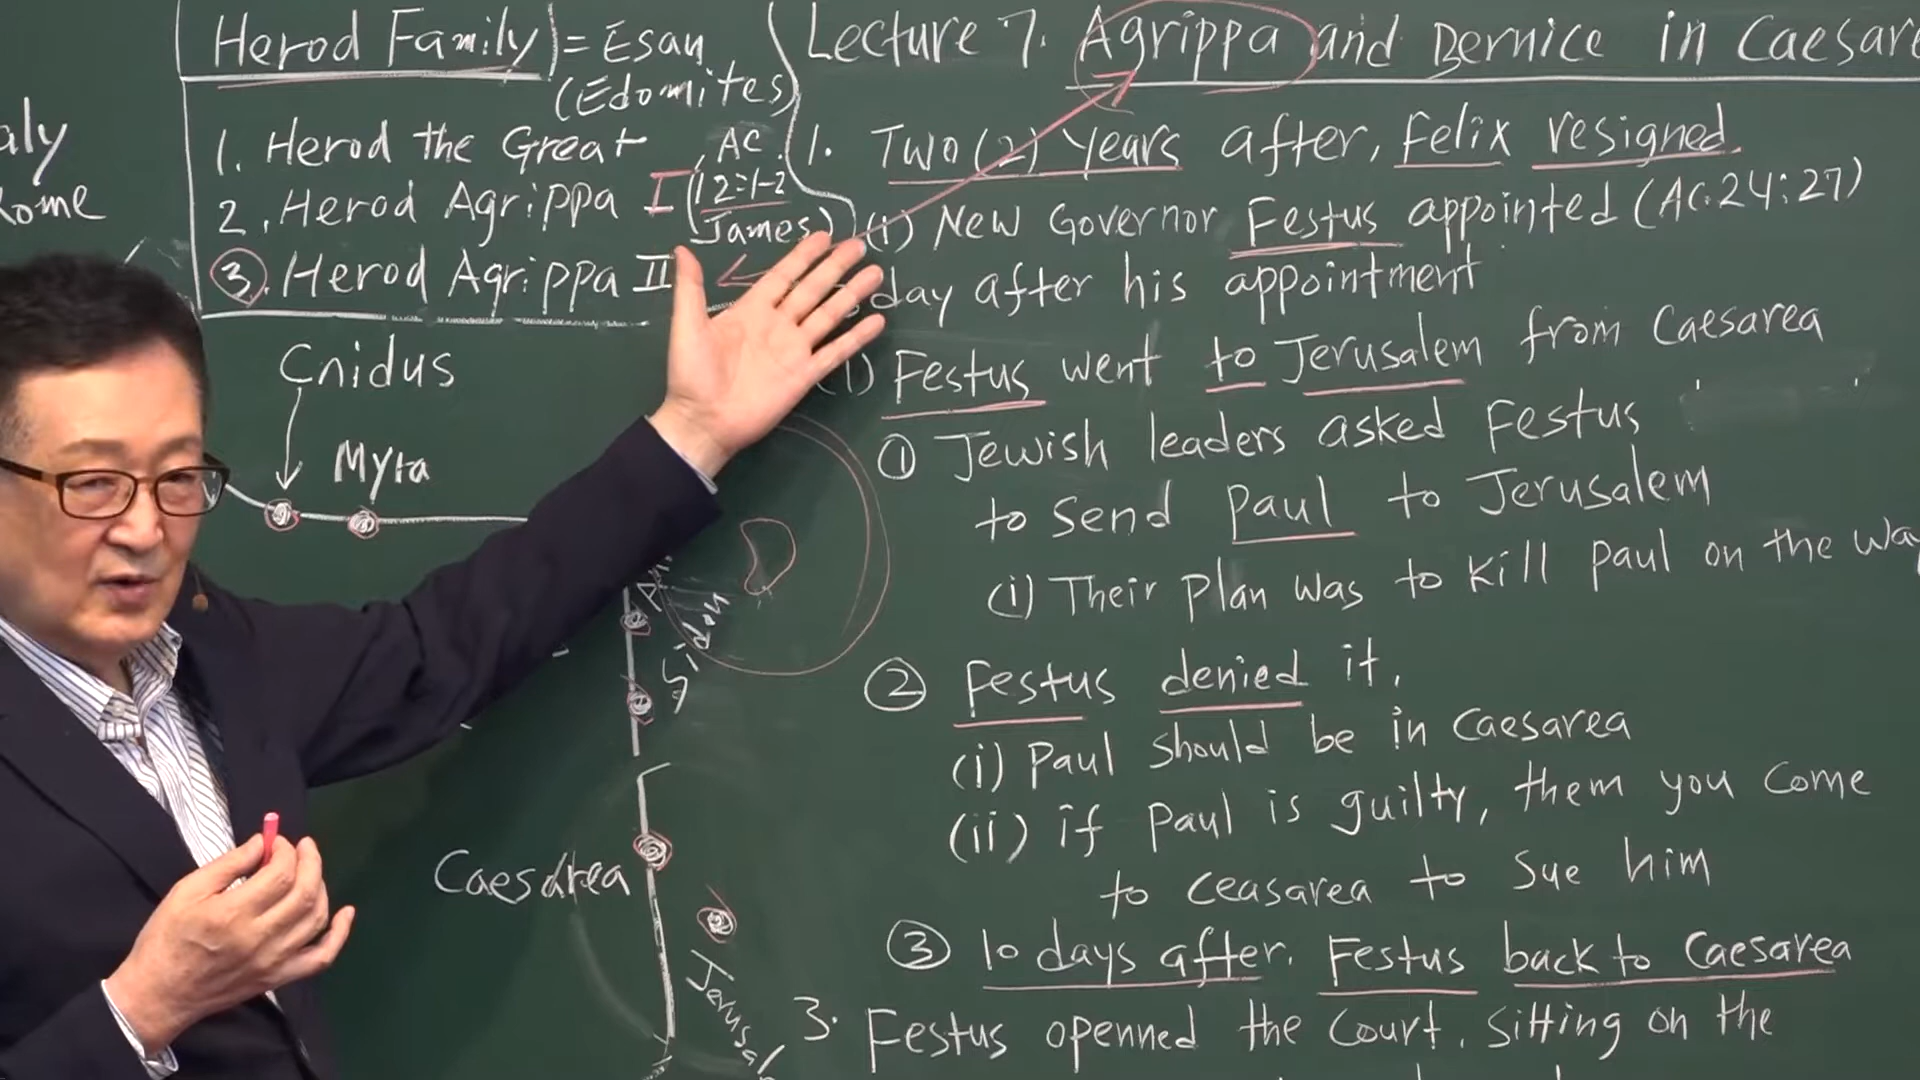 Herod Family = Esau
(Edomites)
1. Herod the Great
2. Herod Agrippa I (AC. 12:1-2
James)
3. Herod Agrippa II
Cnidus
Myra
Sidon
Caesarea
Lecture 7. Agrippa and Bernice in
1. Two (2) Years after, Felix resigned.
(i) New Governor Festus appointed (AC. 24:27)
day after his appointment
Festus went to Jerusalem from Caesarea
① Jewish leaders asked Festus
to send Paul to Jerusalem
(i) Their Plan was to kill Paul on the
② Festus denied it.
(i) Paul should be in Caesarea
(ii) if Paul is guilty, them you come
to ceasarea to sue him
③ 10 days after. Festus back to Caesarea
3. Festus openned the Court. Sitting on the